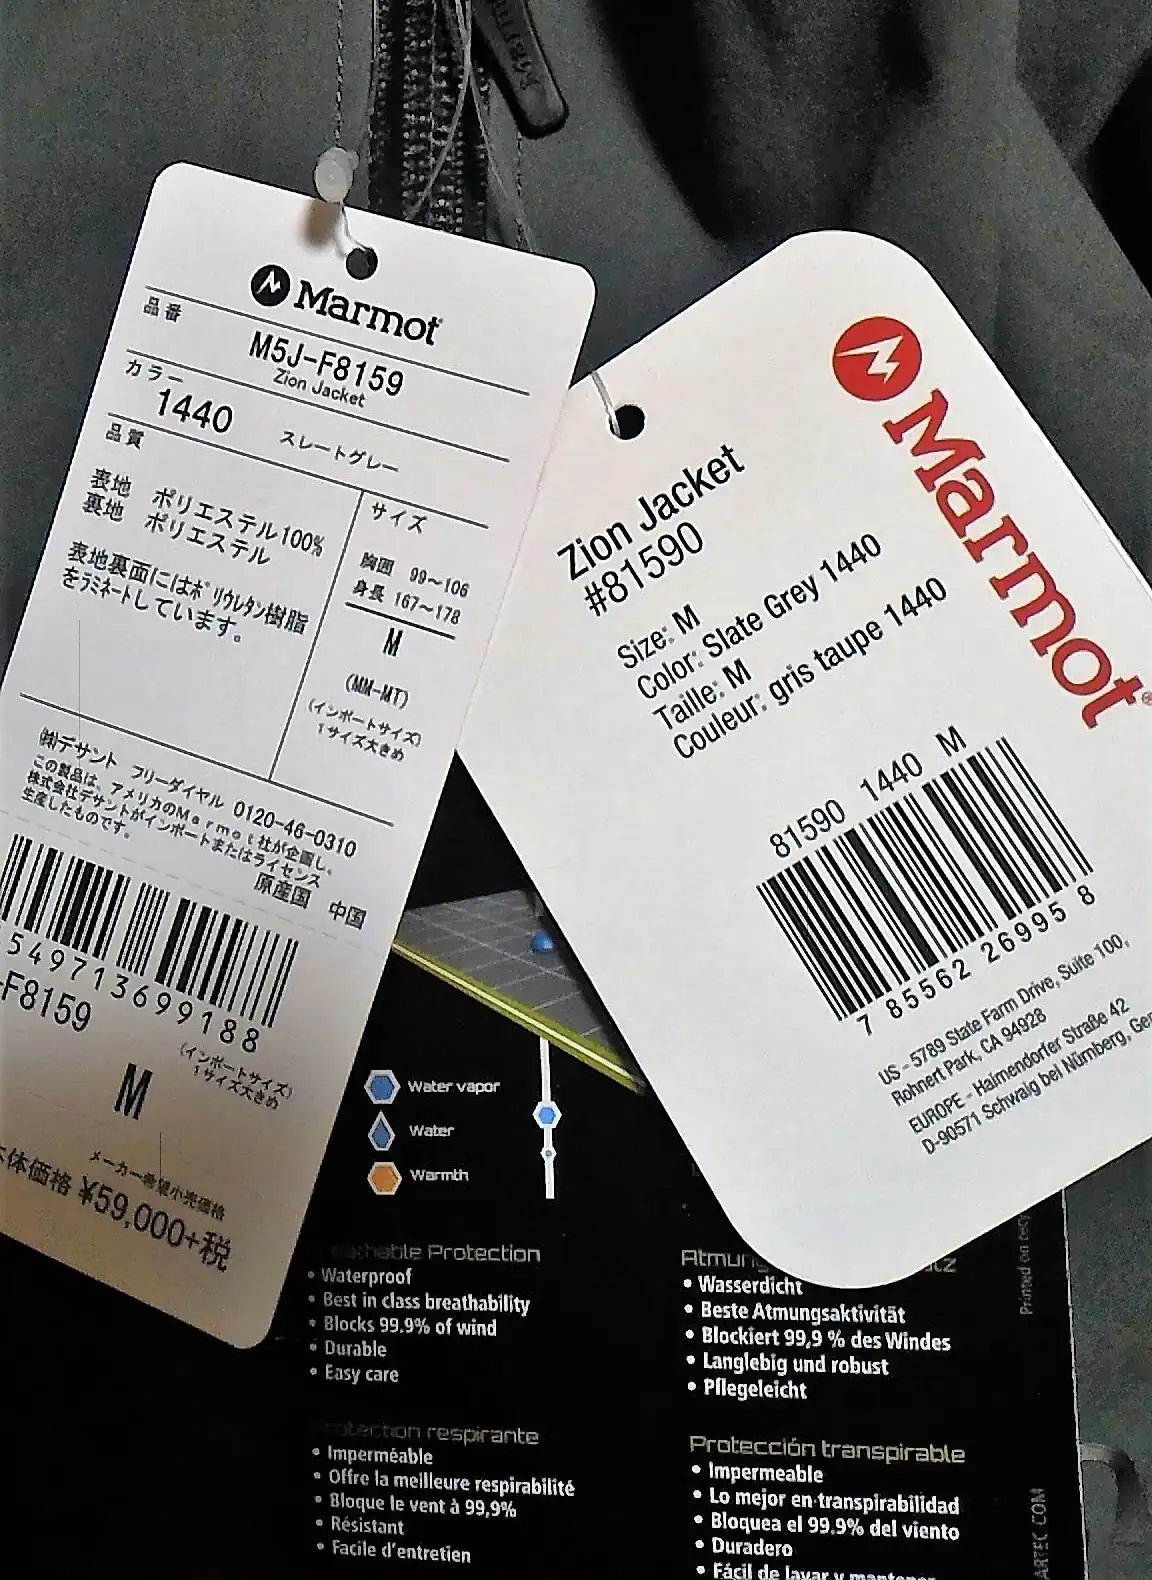 Marmot
品番
M5J-F8159
Zion Jacket
カラー
1440 スレートグレー
品質
表地 ポリエステル100%
裏地 ポリエステル
表地裏面にはポリウレタン樹脂
をラミネートしています。
サイズ
胸囲 99~106
身長 167~178
M
(MM-MT)
(インポートサイズ)
1サイズ大きめ
㈱デサント フリーダイヤル 0120-46-0310
この製品は、アメリカのMarmot社が企画し、
株式会社デサントがインポートまたはライセンス
生産したものです。
原産国 中国
549713699188
-F8159
(インポートサイズ)
1サイズ大きめ
M
メーカー希望小売価格
体価格 ¥59,000+税
Marmot®
Zion Jacket
#81590
Size: M
Color: Slate Grey 1440
Taille: M
Couleur: gris taupe 1440
81590 1440 M
7 85562 26995 8
US - 5789 State Farm Drive, Suite 100,
Rohnert Park, CA 94928
EUROPE - Haimendorfer Straße 42
D-90571 Schwaig bei Nürnberg, Ger
Water vapor
Water
Warmth
Protection
• Waterproof
• Best in class breathability
• Blocks 99.9% of wind
• Durable
• Easy care
Atmun
• Wasserdicht
• Beste Atmungsaktivität
• Blockiert 99,9 % des Windes
• Langlebig und robust
• Pflegeleicht
respirante
• Imperméable
• Offre la meilleure respirabilité
• Bloque le vent à 99,9%
• Résistant
• Facile d'entretien
Protección transpirable
• Impermeable
• Lo mejor en transpirabilidad
• Bloquea el 99.9% del viento
• Duradero
• Fácil de lavar y
Printed on
ARTEC.COM